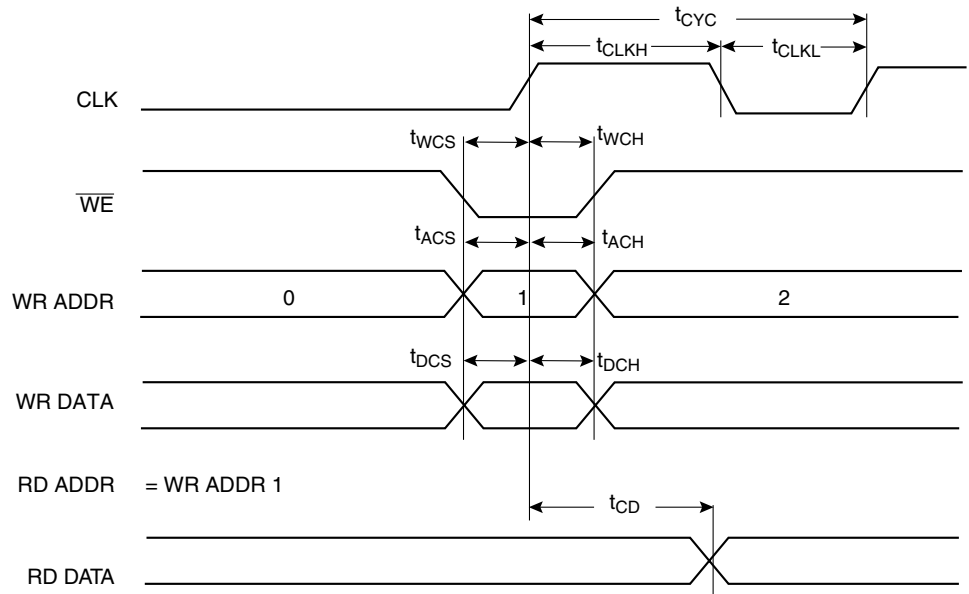 tCYC
tCLKH tCLKL
CLK
tWCS tWCH
WE
tACS tACH
WR ADDR 0 1 2
tDCS tDCH
WR DATA
RD ADDR = WR ADDR 1
tCD
RD DATA